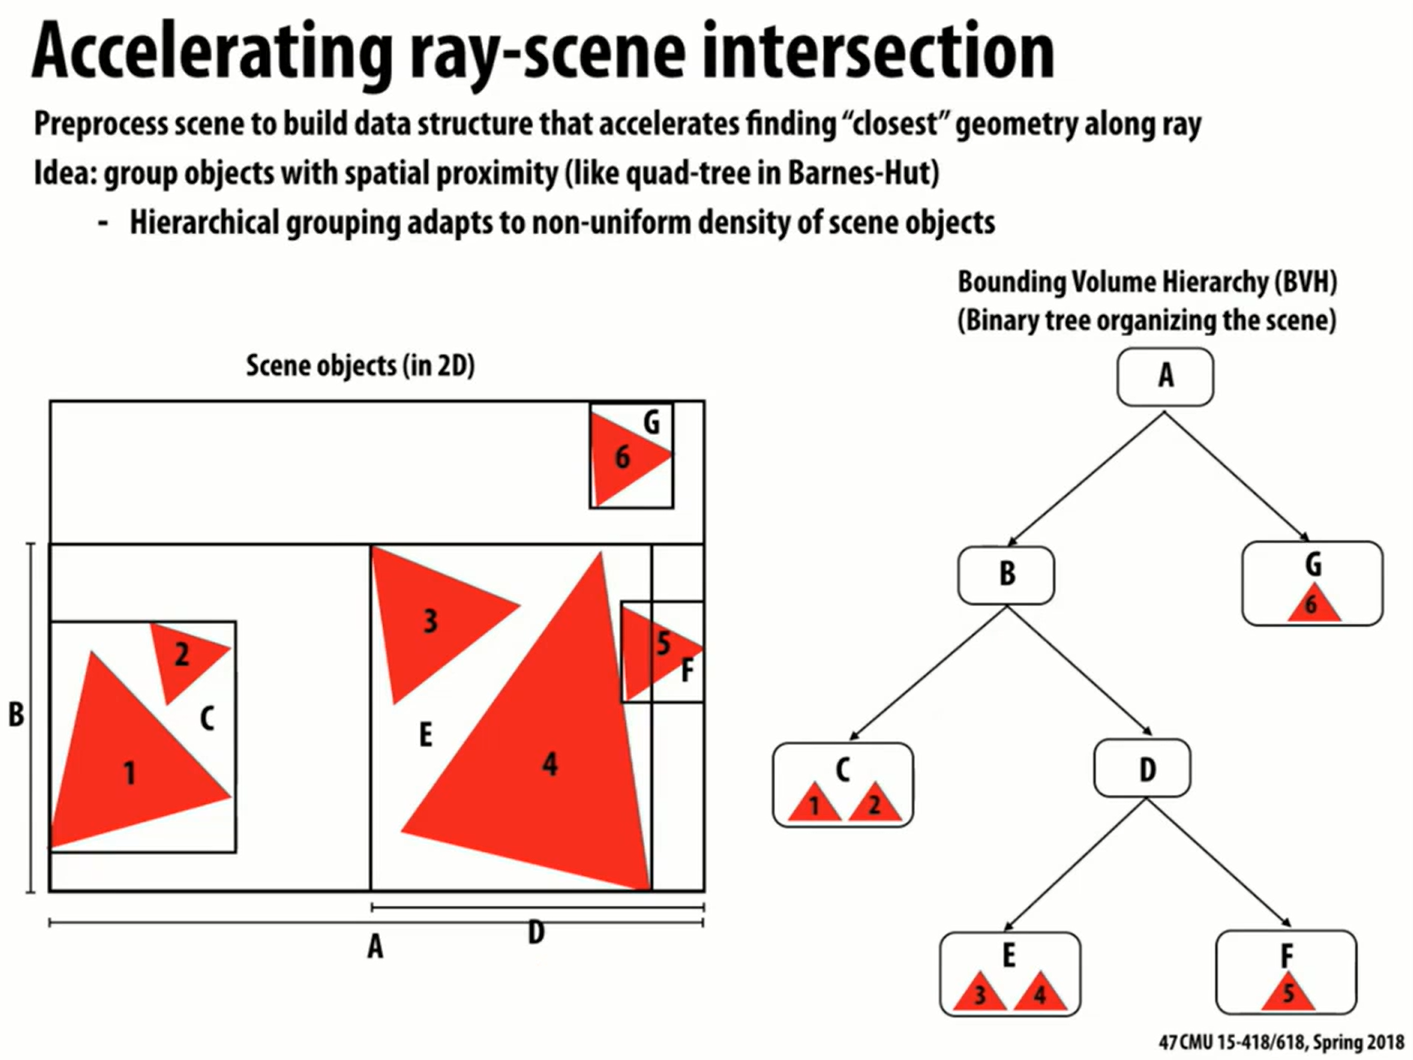 Accelerating ray-scene intersection
Preprocess scene to build data structure that accelerates finding “closest” geometry along ray
Idea: group objects with spatial proximity (like quad-tree in Barnes-Hut)
- Hierarchical grouping adapts to non-uniform density of scene objects
Scene objects (in 2D)
G
6
3
2
5
F
B
C
E
1
4
D
A
Bounding Volume Hierarchy (BVH)
(Binary tree organizing the scene)
A
B
G
6
C
1 2
D
E
3 4
F
5
47 CMU 15-418/618, Spring 2018